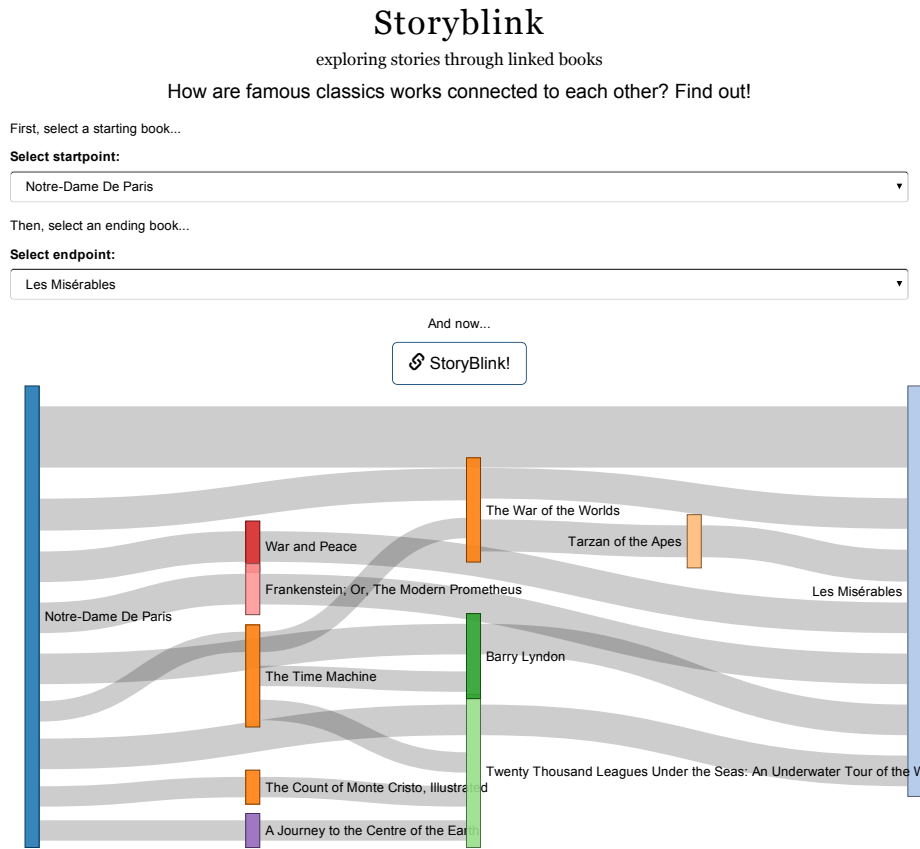 Storyblink
exploring stories through linked books
How are famous classics works connected to each other? Find out!
First, select a starting book...
Select startpoint:
Notre-Dame De Paris
Then, select an ending book...
Select endpoint:
Les Misérables
And now...
StoryBlink!
The War of the Worlds
Tarzan of the Apes
War and Peace
Frankenstein; Or, The Modern Prometheus
Les Misérables
Notre-Dame De Paris
Barry Lyndon
The Time Machine
Twenty Thousand Leagues Under the Seas: An Underwater Tour of the
The Count of Monte Cristo, Illustrated
A Journey to the Centre of the Earth